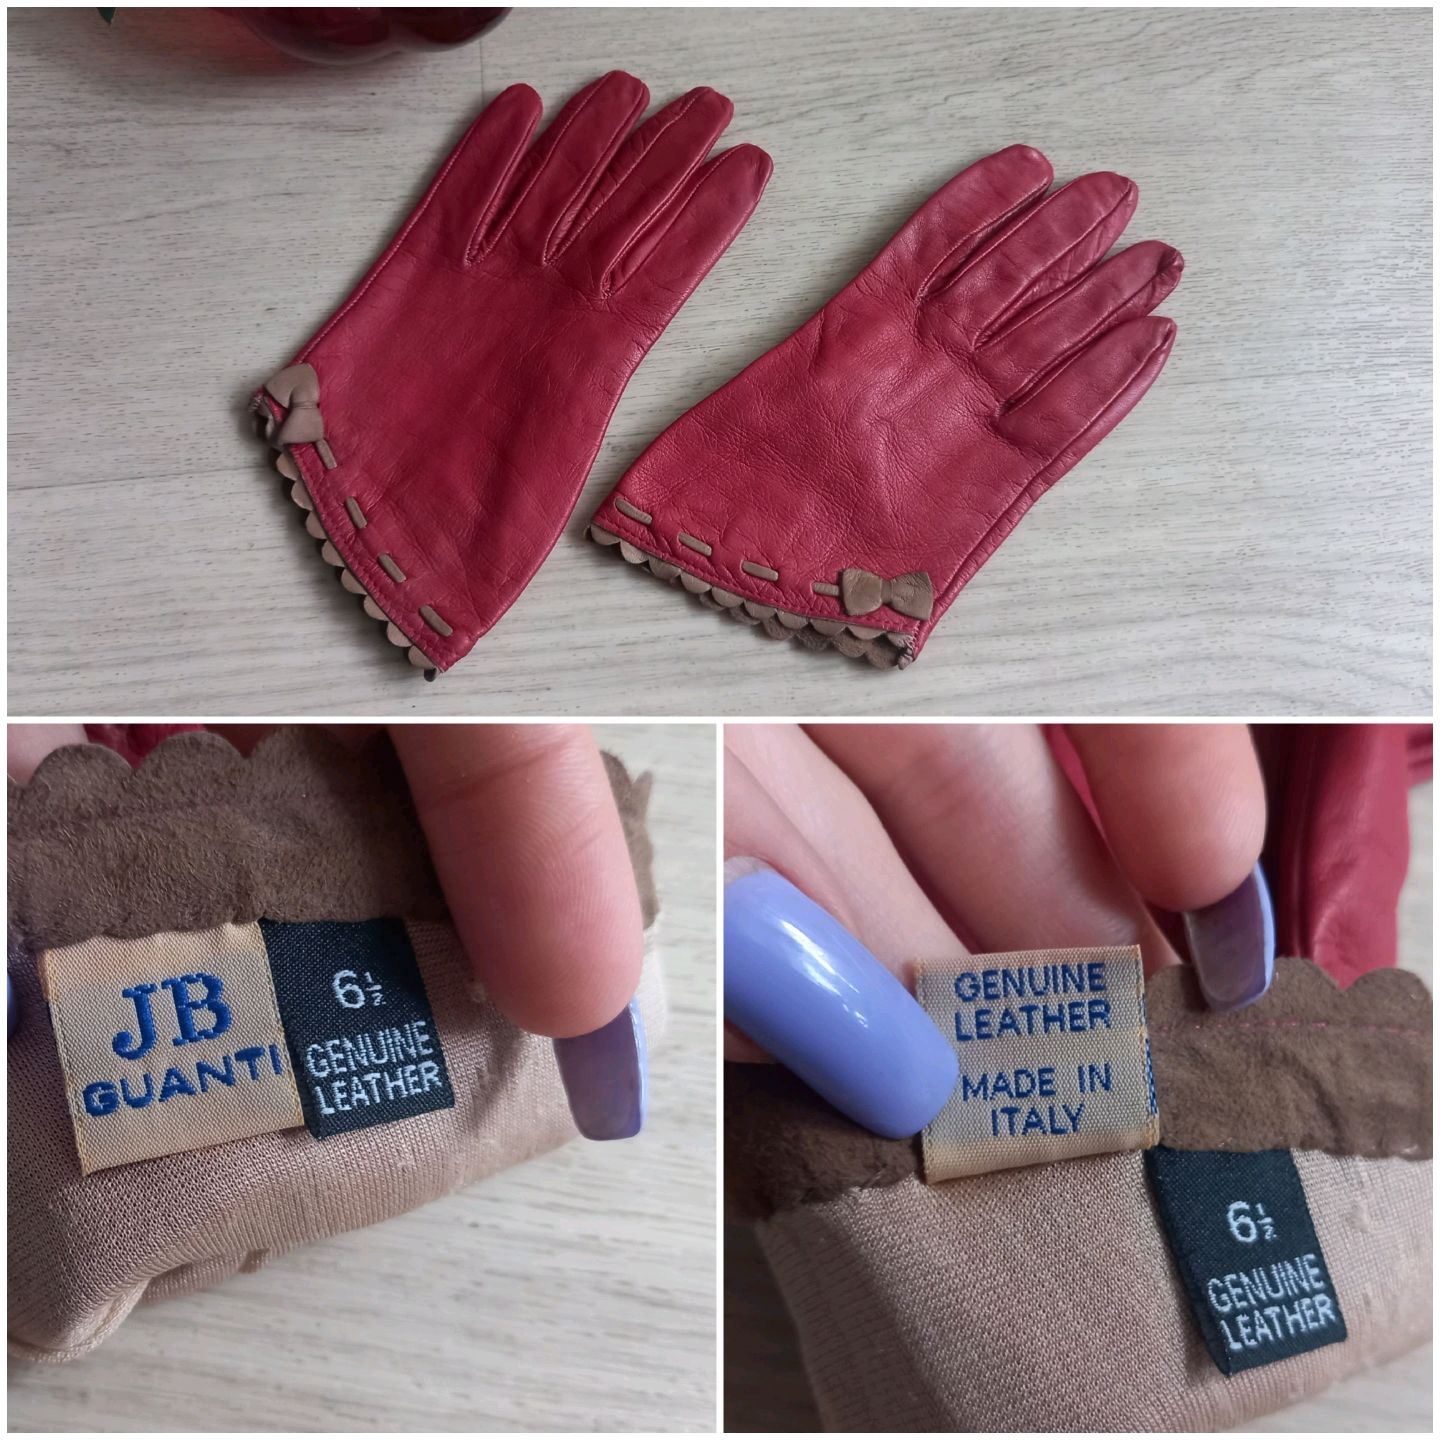 JB
GUANTI
6½
GENUINE
LEATHER
GENUINE
LEATHER
MADE IN
ITALY
6½
GENUINE
LEATHER